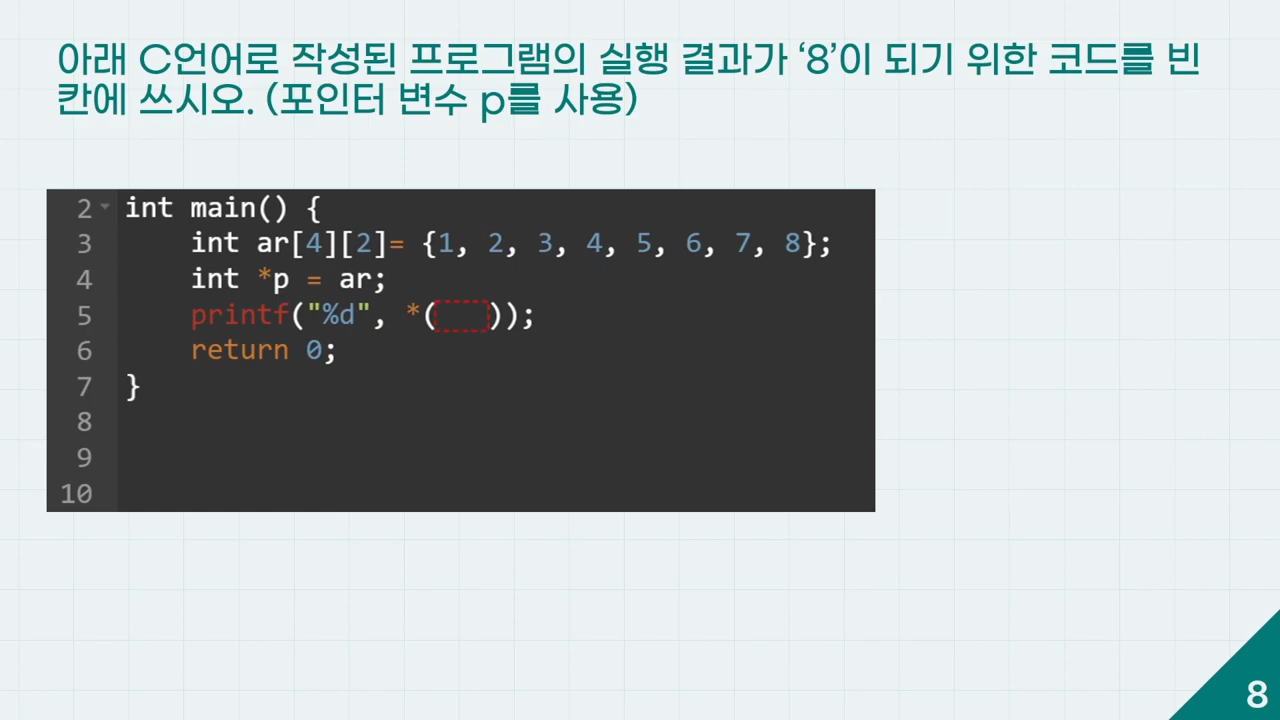 아래 C언어로 작성된 프로그램의 실행 결과가 ‘8’이 되기 위한 코드를 빈
칸에 쓰시오. (포인터 변수 p를 사용)
2 int main() {
3 int ar[4][2]= {1, 2, 3, 4, 5, 6, 7, 8};
4 int *p = ar;
5 printf("%d", *( ));
6 return 0;
7 }
8
9
10
8